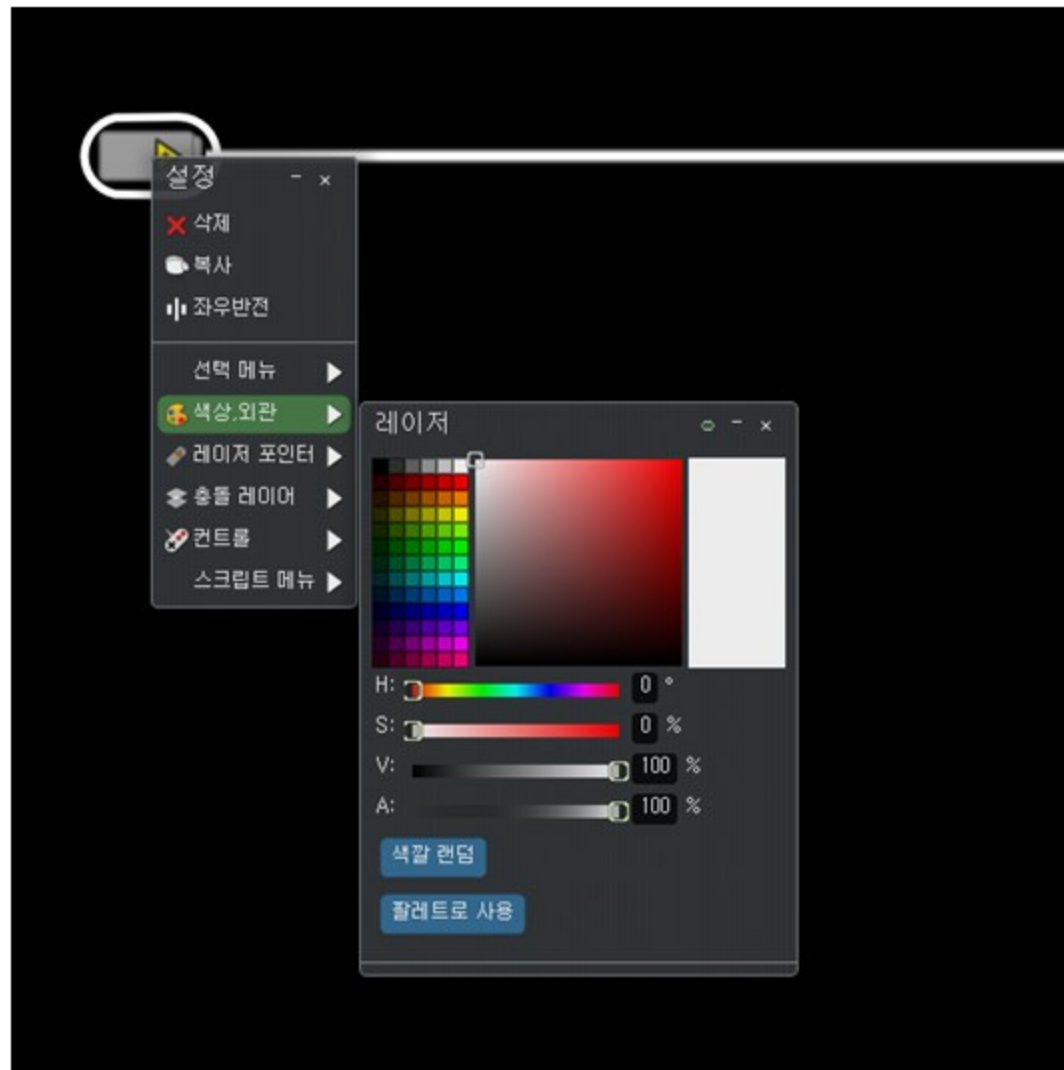 설정
삭제
복사
좌우반전
선택 메뉴
색상,외관
레이저 포인터
충돌 레이어
컨트롤
스크립트 메뉴
레이저
H: 0 °
S: 0 %
V: 100 %
A: 100 %
색깔 랜덤
팔레트로 사용